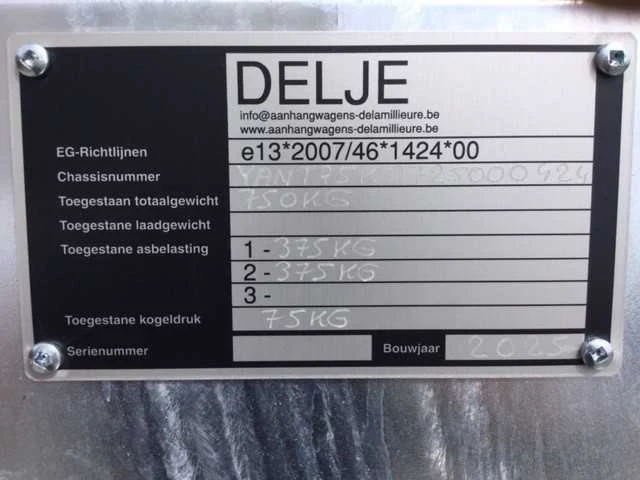 DELJE
info@aanhangwagens-delamillieure.be
www.aanhangwagens-delamillieure.be
EG-Richtlijnen e13*2007/46*1424*00
Chassisnummer
Toegestaan totaalgewicht 750KG
Toegestane laadgewicht
Toegestane asbelasting 1 - 375KG
2 - 375KG
3 -
Toegestane kogeldruk 75KG
Serienummer Bouwjaar 2025